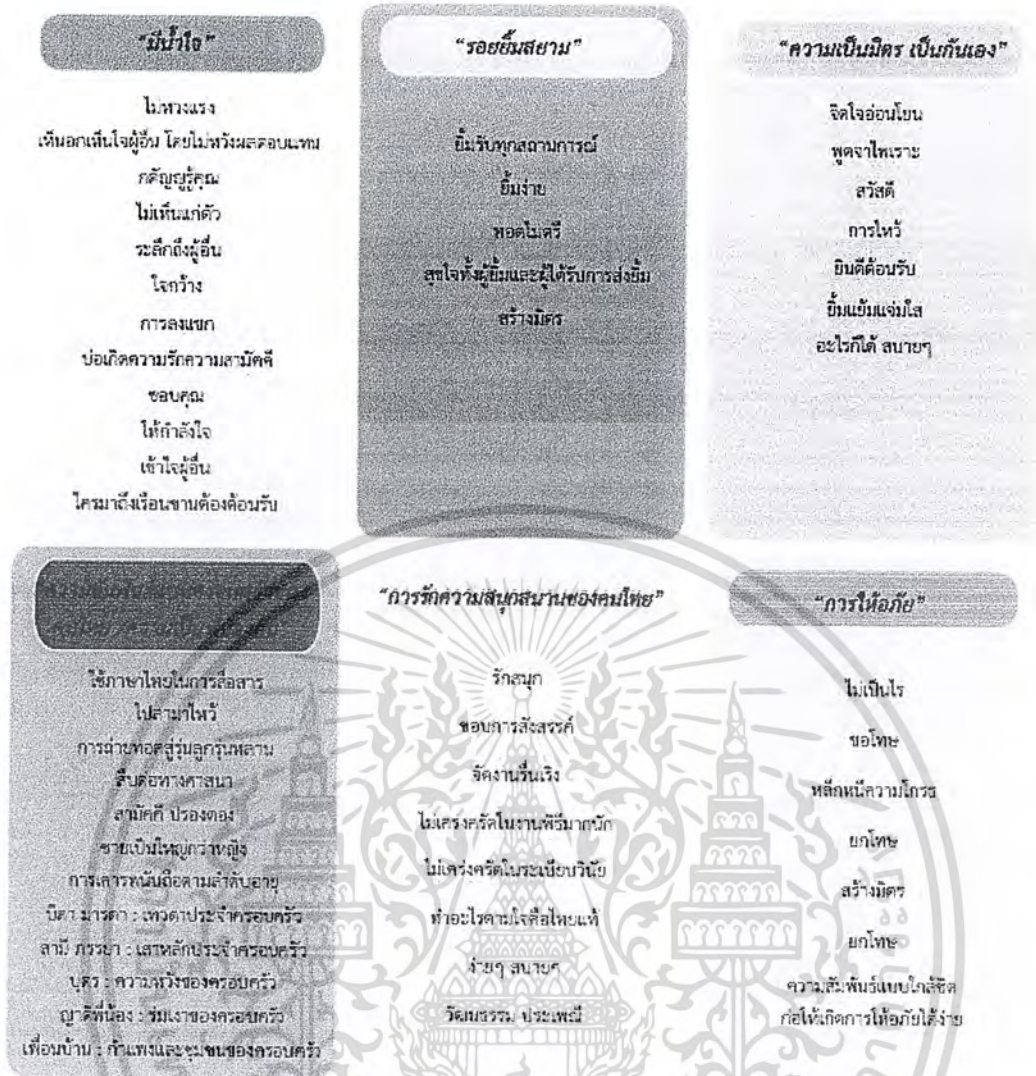 "มีน้ำใจ"
ไม่หวงแรง
เห็นอกเห็นใจผู้อื่น โดยไม่หวังผลตอบแทน
กตัญญูรู้คุณ
ไม่เห็นแก่ตัว
ระลึกถึงผู้อื่น
ใจกว้าง
การลงแขก
บ่อเกิดความรักความสามัคคี
ขอบคุณ
ให้กำลังใจ
เข้าใจผู้อื่น
ใครมาถึงเรือนชานต้องต้อนรับ
"รอยยิ้มสยาม"
ยิ้มรับทุกสถานการณ์
ยิ้มง่าย
ทอดไมตรี
สุขใจทั้งผู้ยิ้มและผู้ได้รับการส่งยิ้ม
สร้างมิตร
"ความเป็นมิตร เป็นกันเอง"
จิตใจอ่อนโยน
พูดจาไพเราะ
สวัสดี
การไหว้
ยินดีต้อนรับ
ยิ้มแย้มแจ่มใส
อะไรก็ได้ สบายๆ
ใช้ภาษาไทยในการสื่อสาร
ไปลามาไหว้
การถ่ายทอดสู่รุ่นลูกรุ่นหลาน
สืบต่อทางศาสนา
สามัคคี ปรองดอง
ชายเป็นใหญ่กว่าหญิง
การเคารพนับถือตามลำดับอายุ
บิดา มารดา : เทวดาประจำครอบครัว
สามี ภรรยา : เสาหลักประจำครอบครัว
บุตร : ความหวังของครอบครัว
ญาติพี่น้อง : ร่มเงาของครอบครัว
เพื่อนบ้าน : กำแพงและชุมชนของครอบครัว
"การรักความสนุกสนานของคนไทย"
รักสนุก
ชอบการสังสรรค์
จัดงานรื่นเริง
ไม่เคร่งครัดในงานพิธีมากนัก
ไม่เคร่งครัดในระเบียบวินัย
ทำอะไรตามใจคือไทยแท้
ง่ายๆ สบายๆ
วัฒนธรรม ประเพณี
"การให้อภัย"
ไม่เป็นไร
ขอโทษ
หลีกหนีความโกรธ
ยกโทษ
สร้างมิตร
ยกโทษ
ความสัมพันธ์แบบใกล้ชิด
ก่อให้เกิดการให้อภัยได้ง่าย